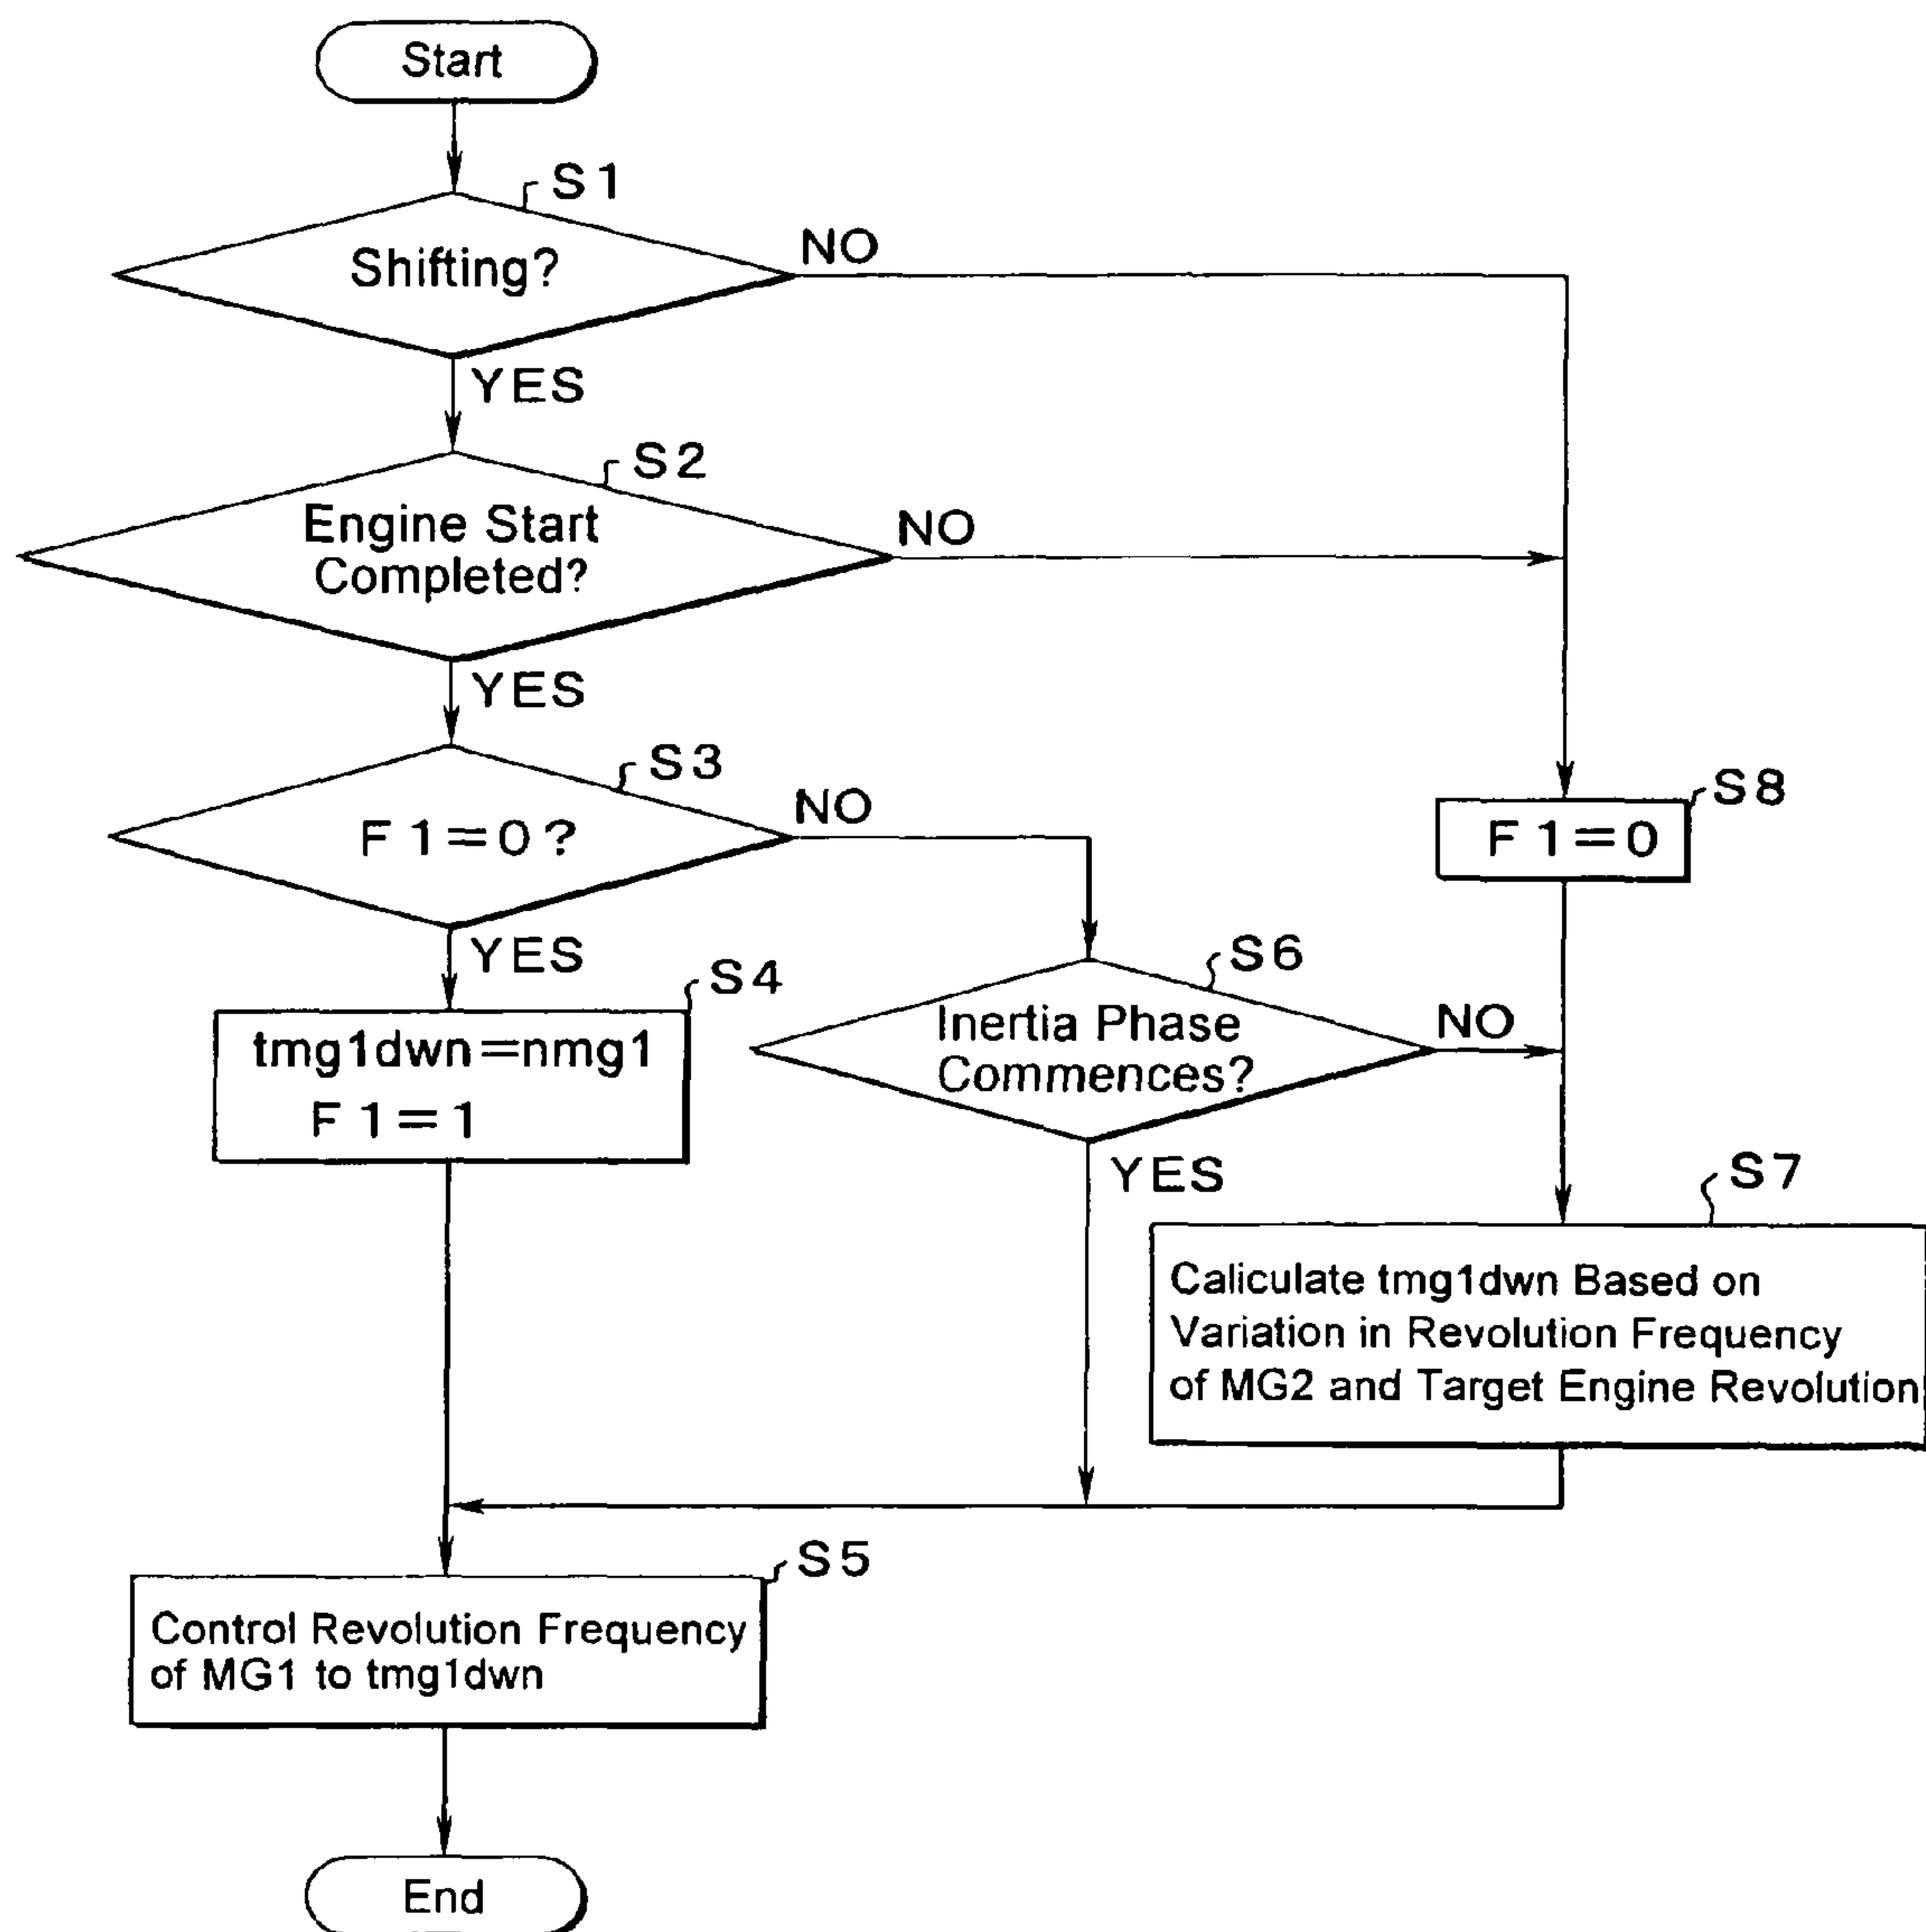 Start
S1
Shifting?
NO
YES
S2
Engine Start
Completed?
NO
YES
S3
F1=0?
NO
YES
S8
F1=0
S4
tmg1dwn=nmg1
F1=1
S6
Inertia Phase
Commences?
NO
YES
S7
Caliculate tmg1dwn Based on
Variation in Revolution Frequency
of MG2 and Target Engine Revolution
S5
Control Revolution Frequency
of MG1 to tmg1dwn
End